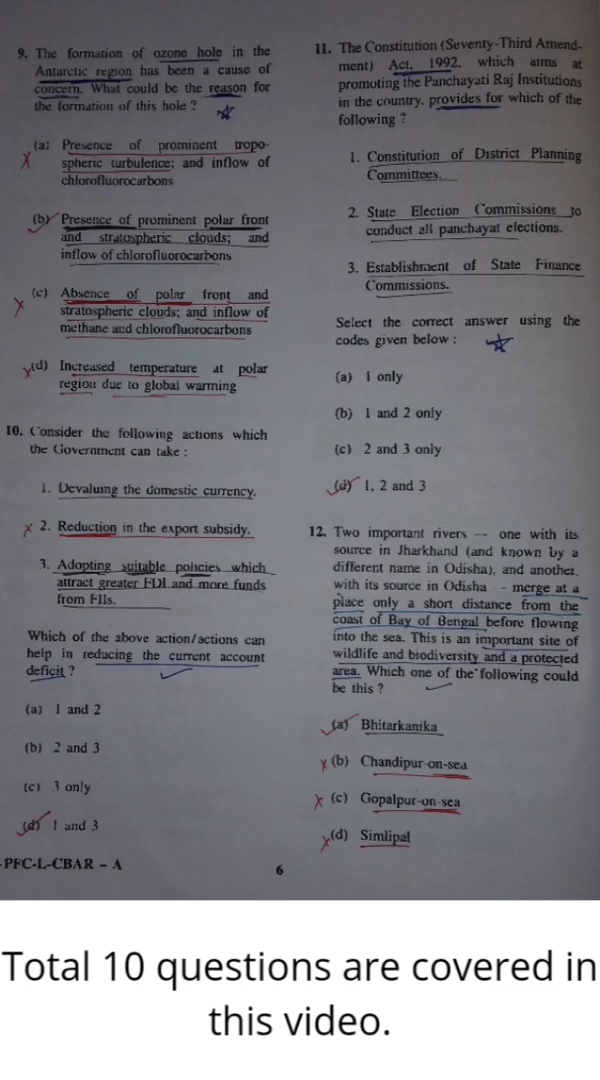 9. The formation of ozone hole in the
Antarctic region has been a cause of
concern. What could be the reason for
the formation of this hole ?
(a) Presence of prominent tropo-
spheric turbulence; and inflow of
chlorofluorocarbons
(b) Presence of prominent polar front
and stratospheric clouds; and
inflow of chlorofluorocarbons
(c) Absence of polar front and
stratospheric clouds; and inflow of
methane and chlorofluorocarbons
(d) Increased temperature at polar
region due to global warming
10. Consider the following actions which
the Government can take :
1. Devaluing the domestic currency.
2. Reduction in the export subsidy.
3. Adopting suitable policies which
attract greater FDI and more funds
from FIIs.
Which of the above action/actions can
help in reducing the current account
deficit ?
(a) 1 and 2
(b) 2 and 3
(c) 3 only
(d) 1 and 3
PFC-L-CBAR – A
11. The Constitution (Seventy-Third Amend-
ment) Act, 1992, which aims at
promoting the Panchayati Raj Institutions
in the country, provides for which of the
following ?
1. Constitution of District Planning
Committees.
2. State Election Commissions to
conduct all panchayat elections.
3. Establishment of State Finance
Commissions.
Select the correct answer using the
codes given below :
(a) 1 only
(b) 1 and 2 only
(c) 2 and 3 only
(d) 1, 2 and 3
12. Two important rivers — one with its
source in Jharkhand (and known by a
different name in Odisha), and another,
with its source in Odisha - merge at a
place only a short distance from the
coast of Bay of Bengal before flowing
into the sea. This is an important site of
wildlife and biodiversity and a protected
area. Which one of the following could
be this ?
(a) Bhitarkanika
(b) Chandipur-on-sea
(c) Gopalpur-on-sea
(d) Simlipal
6
Total 10 questions are covered in
this video.